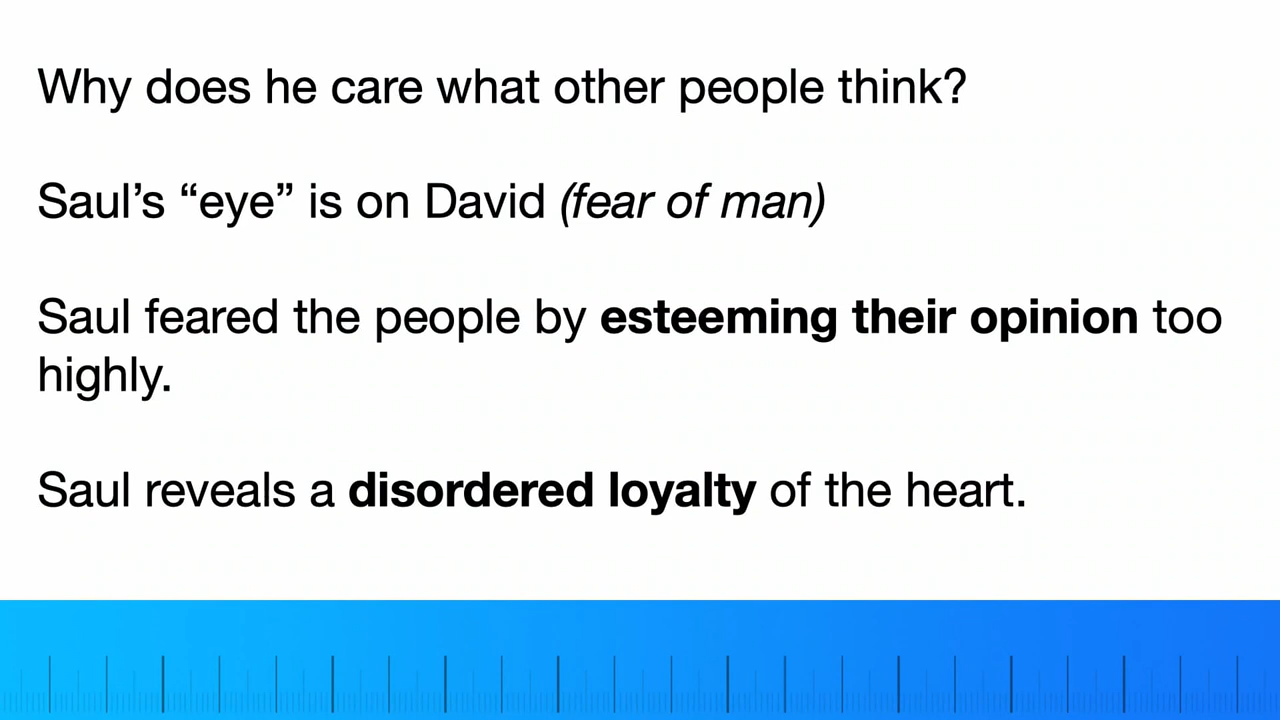 Why does he care what other people think?
Saul’s “eye” is on David (fear of man)
Saul feared the people by esteeming their opinion too
highly.
Saul reveals a disordered loyalty of the heart.